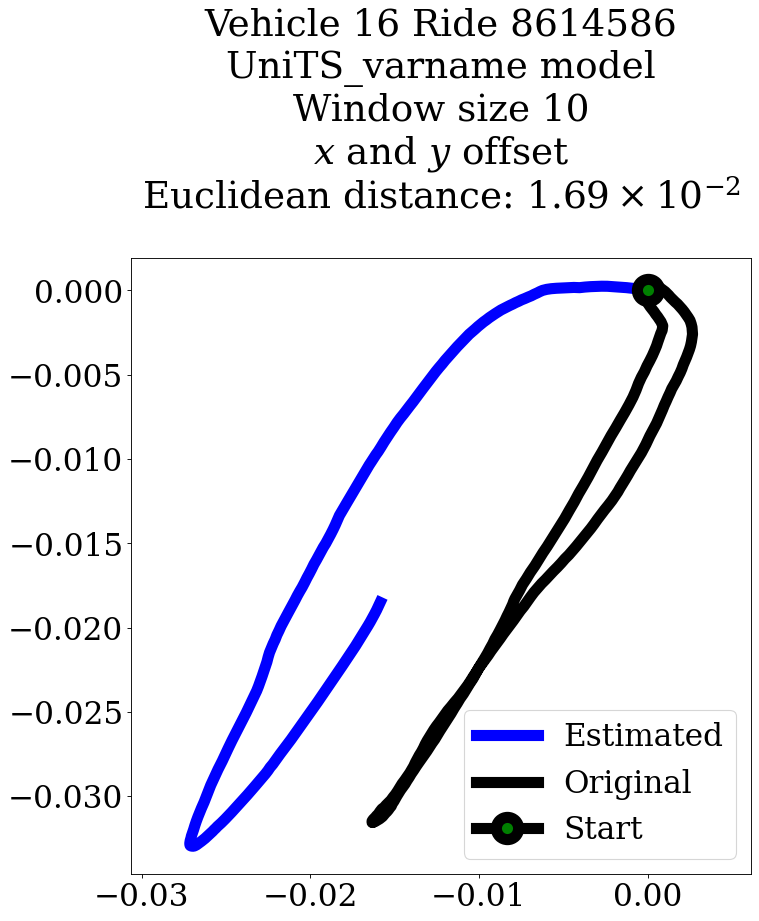 Vehicle 16 Ride 8614586
UniTS_varname model
Window size 10
x and y offset
Euclidean distance: 1.69 × 10⁻²
0.000
−0.005
−0.010
−0.015
−0.020
−0.025
−0.030
Estimated
Original
Start
−0.03
−0.02
−0.01
0.00